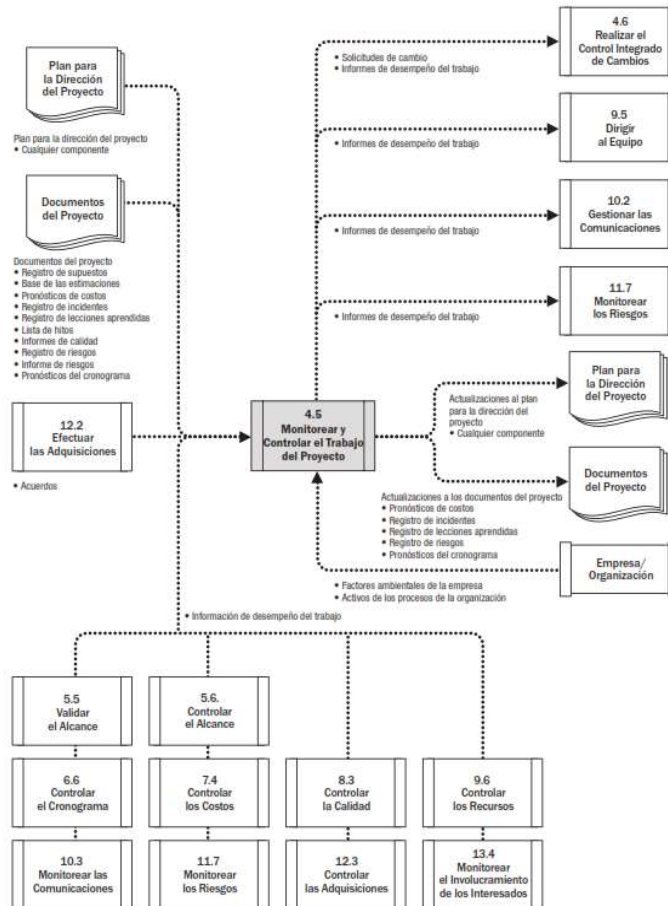 Plan para
la Dirección
del Proyecto
Plan para la dirección del proyecto
• Cualquier componente
Documentos
del Proyecto
Documentos del proyecto
• Registro de supuestos
• Base de las estimaciones
• Pronósticos de costos
• Registro de incidentes
• Registro de lecciones aprendidas
• Lista de hitos
• Informes de calidad
• Registro de riesgos
• Informe de riesgos
• Pronósticos del cronograma
12.2
Efectuar
las Adquisiciones
• Acuerdos
4.5
Monitorear y
Controlar el Trabajo
del Proyecto
• Solicitudes de cambio
• Informes de desempeño del trabajo
4.6
Realizar el
Control Integrado
de Cambios
• Informes de desempeño del trabajo
9.5
Dirigir
al Equipo
• Informes de desempeño del trabajo
10.2
Gestionar las
Comunicaciones
• Informes de desempeño del trabajo
11.7
Monitorear
los Riesgos
Actualizaciones al plan
para la dirección del
proyecto
• Cualquier componente
Plan para
la Dirección
del Proyecto
Actualizaciones a los documentos del proyecto
• Pronósticos de costos
• Registro de incidentes
• Registro de lecciones aprendidas
• Registro de riesgos
• Pronósticos del cronograma
Documentos
del Proyecto
Empresa/
Organización
• Factores ambientales de la empresa
• Activos de los procesos de la organización
• Información de desempeño del trabajo
5.5
Validar
el Alcance
5.6.
Controlar
el Alcance
6.6
Controlar
el Cronograma
7.4
Controlar
los Costos
8.3
Controlar
la Calidad
9.6
Controlar
los Recursos
10.3
Monitorear las
Comunicaciones
11.7
Monitorear
los Riesgos
12.3
Controlar
las Adquisiciones
13.4
Monitorear
el Involucramiento
de los Interesados